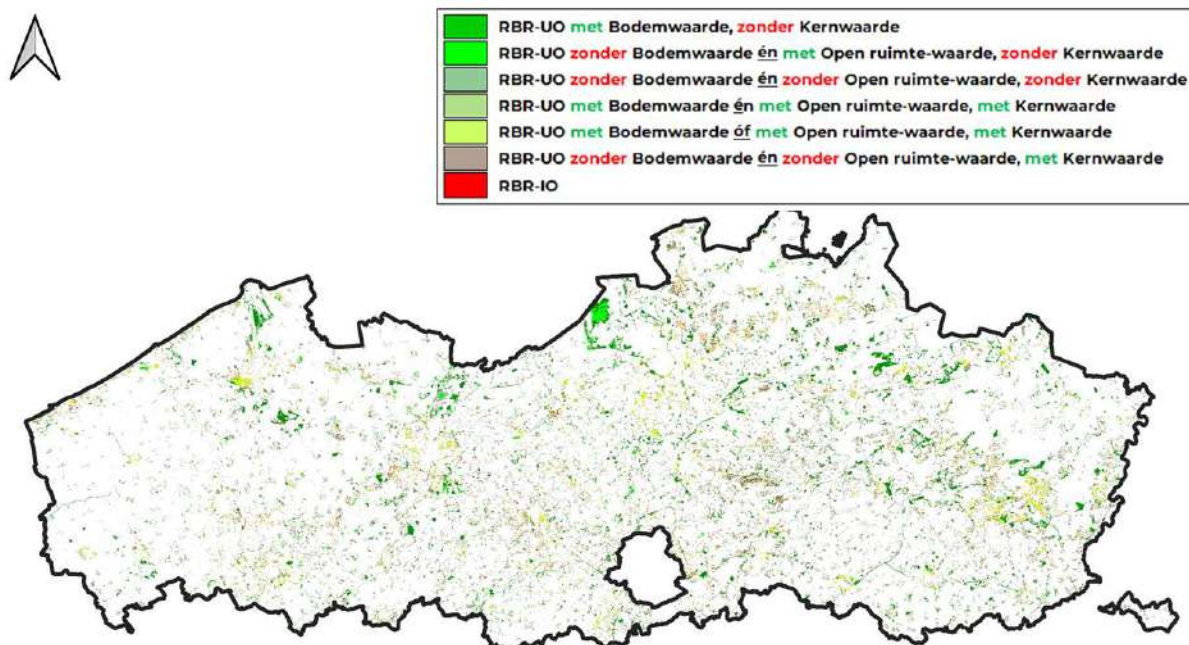 RBR-UO met Bodemwaarde, zonder Kernwaarde
RBR-UO zonder Bodemwaarde én met Open ruimte-waarde, zonder Kernwaarde
RBR-UO zonder Bodemwaarde én zonder Open ruimte-waarde, zonder Kernwaarde
RBR-UO met Bodemwaarde én met Open ruimte-waarde, met Kernwaarde
RBR-UO met Bodemwaarde óf met Open ruimte-waarde, met Kernwaarde
RBR-UO zonder Bodemwaarde én zonder Open ruimte-waarde, met Kernwaarde
RBR-IO